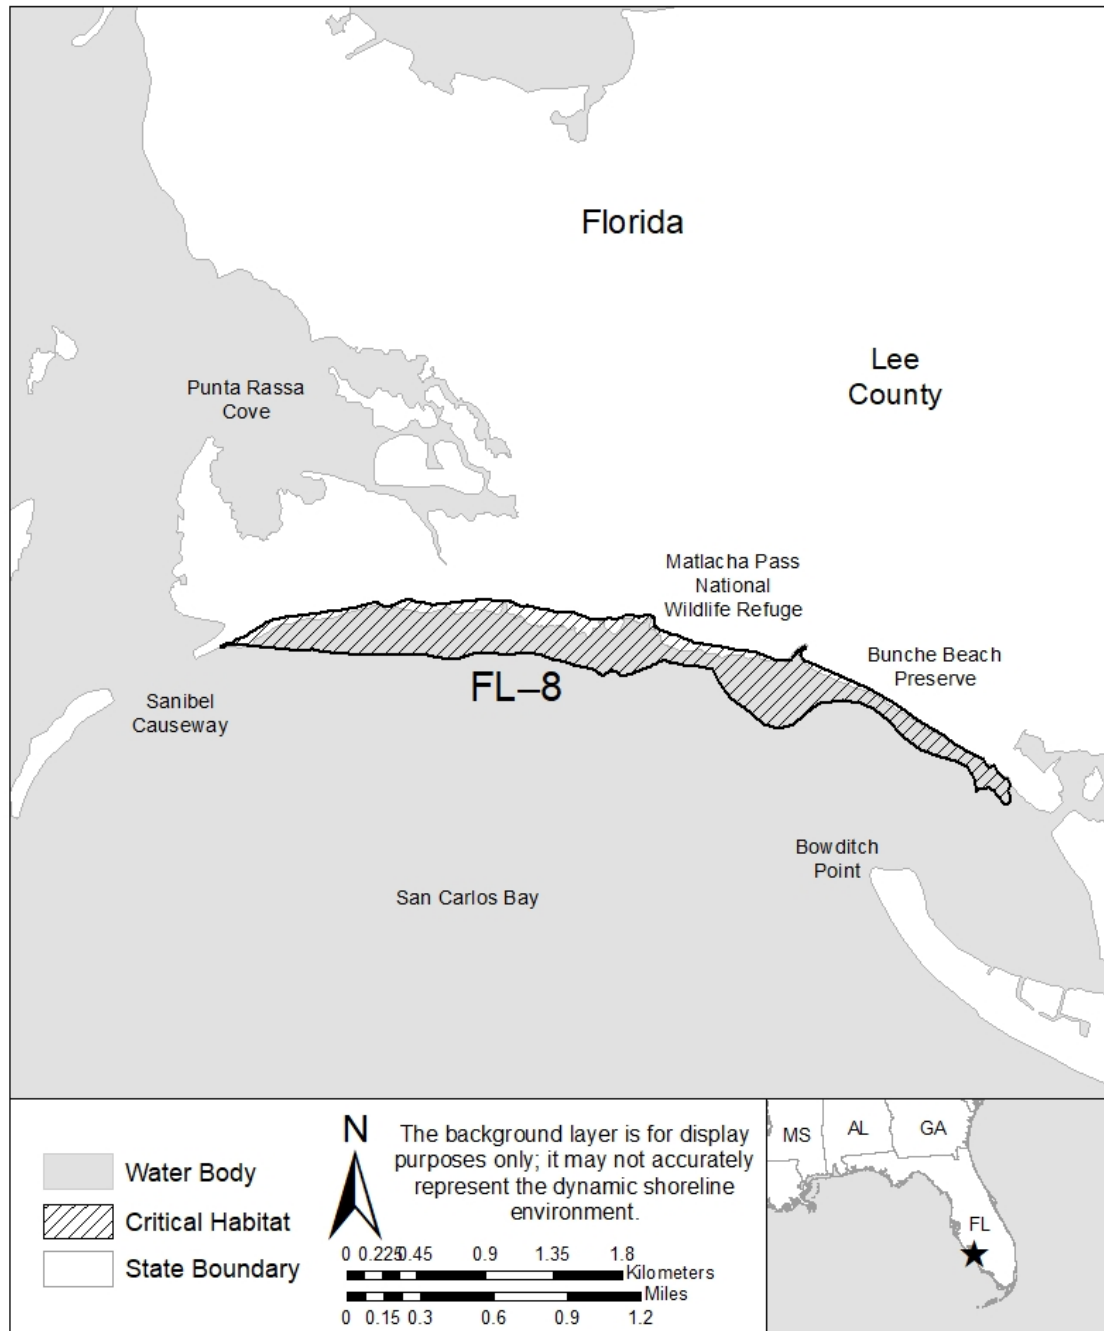 Florida
Lee
County
Punta Rassa
Cove
Matlacha Pass
National
Wildlife Refuge
Bunche Beach
Preserve
FL–8
Sanibel
Causeway
Bowditch
Point
San Carlos Bay
Water Body
Critical Habitat
State Boundary
N
The background layer is for display
purposes only; it may not accurately
represent the dynamic shoreline
environment.
0 0.225 0.45 0.9 1.35 1.8
Kilometers
Miles
0 0.15 0.3 0.6 0.9 1.2
MS AL GA
FL